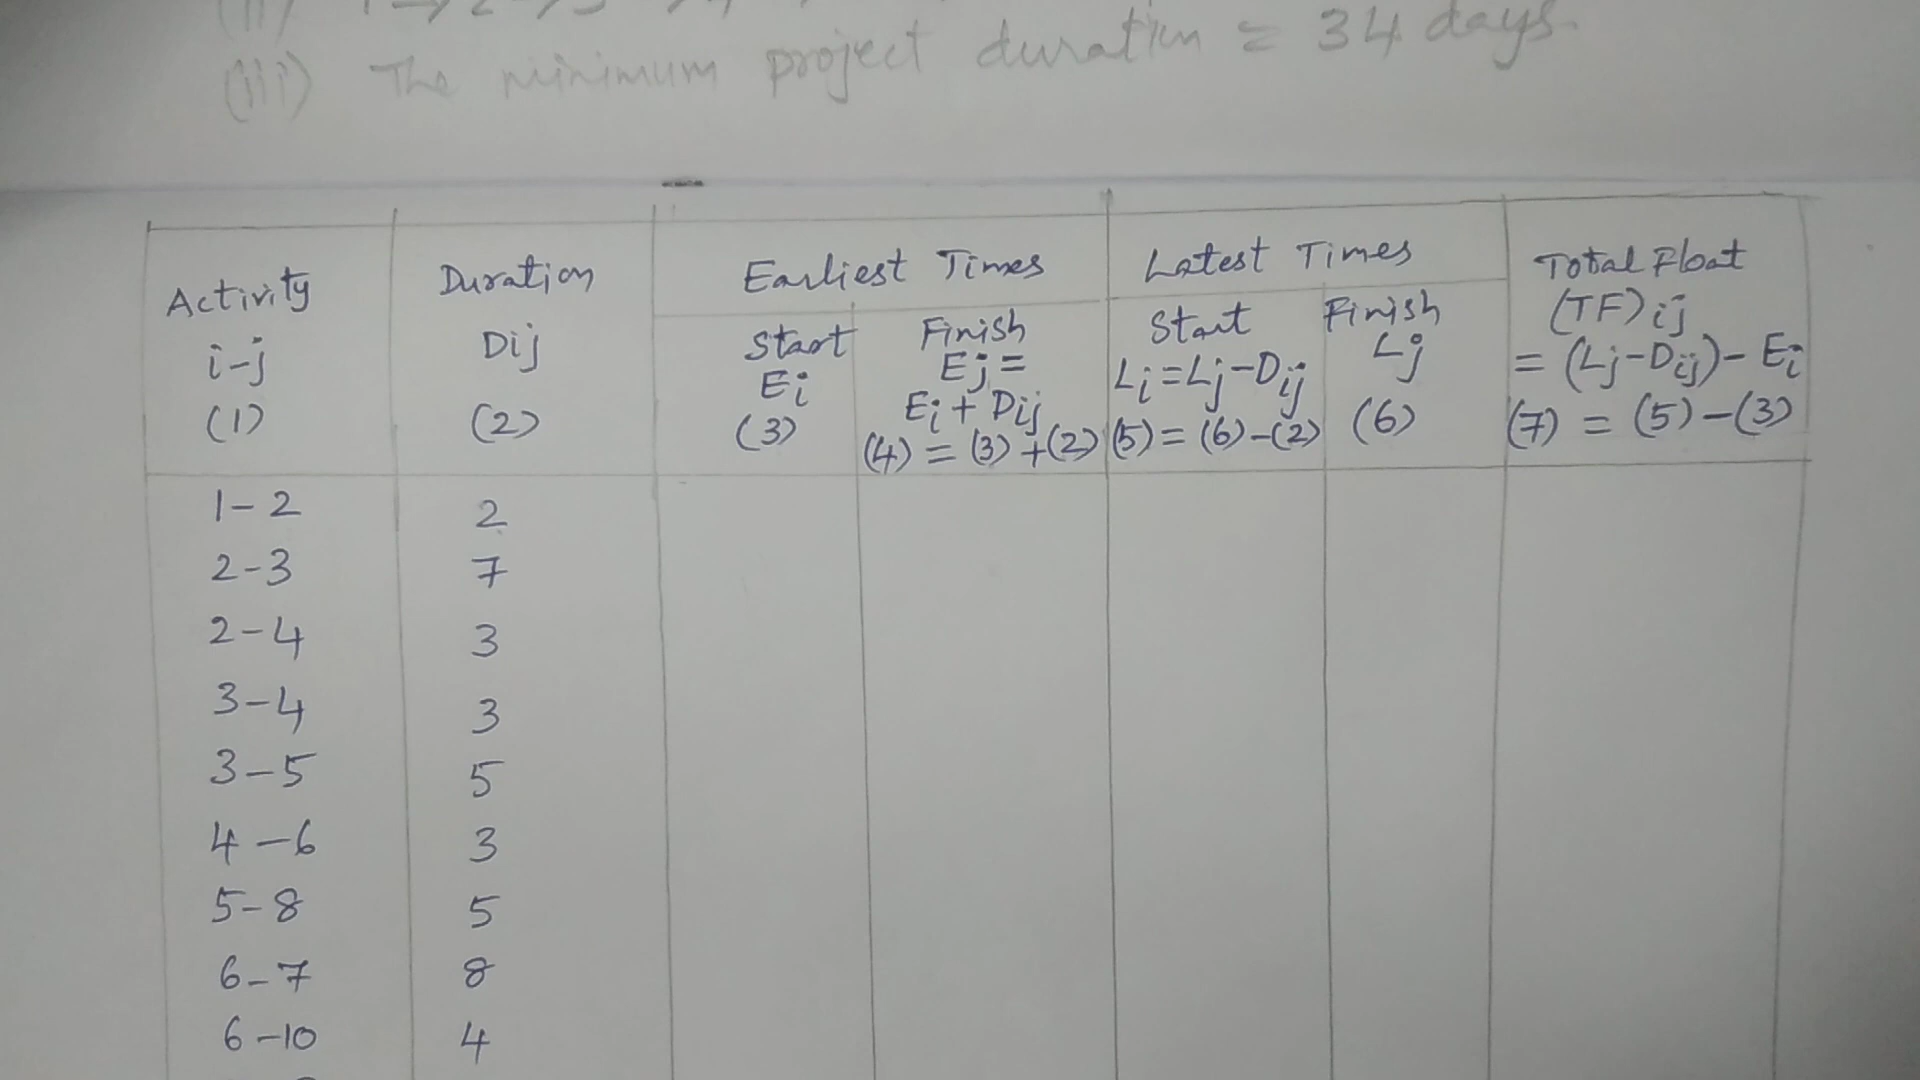 (iii) The minimum project duration = 34 days.
Activity i-j (1)
Duration Dij (2)
Earliest Times
Start Ei (3)
Finish Ej = Ei + Dij (4) = (3) + (2)
Latest Times
Start Li = Lj - Dij (5) = (6) - (2)
Finish Lj (6)
Total Float (TF)ij = (Lj - Dij) - Ei (7) = (5) - (3)
1-2 2
2-3 7
2-4 3
3-4 3
3-5 5
4-6 3
5-8 5
6-7 8
6-10 4